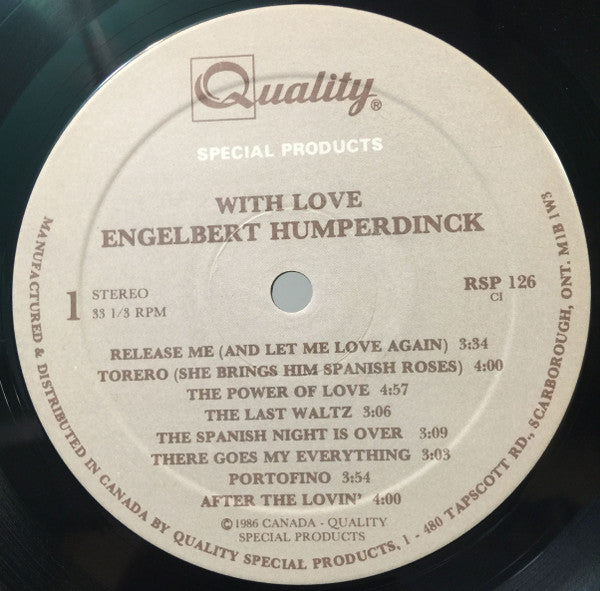 Quality®
SPECIAL PRODUCTS
WITH LOVE
ENGELBERT HUMPERDINCK
1
STEREO
33 1/3 RPM
RSP 126
CI
RELEASE ME (AND LET ME LOVE AGAIN) 3:34
TORERO (SHE BRINGS HIM SPANISH ROSES) 4:00
THE POWER OF LOVE 4:57
THE LAST WALTZ 3:06
THE SPANISH NIGHT IS OVER 3:09
THERE GOES MY EVERYTHING 3:03
PORTOFINO 3:54
AFTER THE LOVIN' 4:00
©1986 CANADA - QUALITY
SPECIAL PRODUCTS
MANUFACTURED & DISTRIBUTED IN CANADA BY QUALITY SPECIAL PRODUCTS, 1 - 480 TAPSCOTT RD., SCARBOROUGH, ONT. M1B 1W3